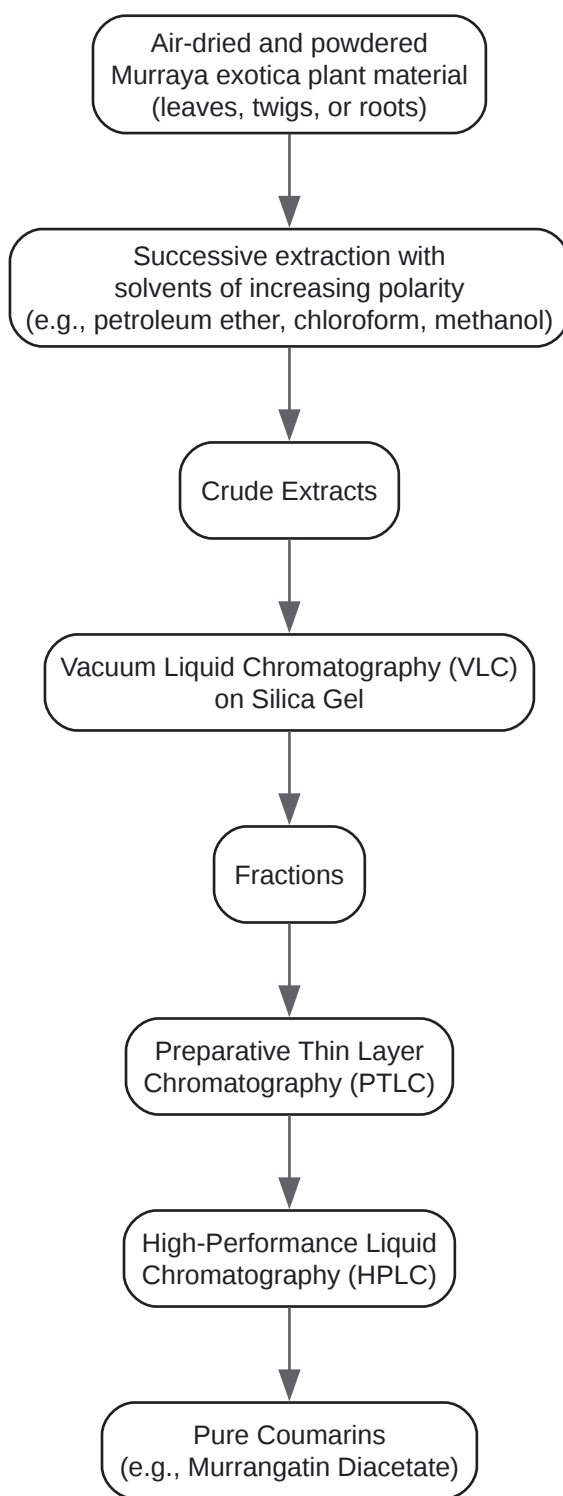 Air-dried and powdered
Murraya exotica plant material
(leaves, twigs, or roots)
Successive extraction with
solvents of increasing polarity
(e.g., petroleum ether, chloroform, methanol)
Crude Extracts
Vacuum Liquid Chromatography (VLC)
on Silica Gel
Fractions
Preparative Thin Layer
Chromatography (PTLC)
High-Performance Liquid
Chromatography (HPLC)
Pure Coumarins
(e.g., Murrangatin Diacetate)